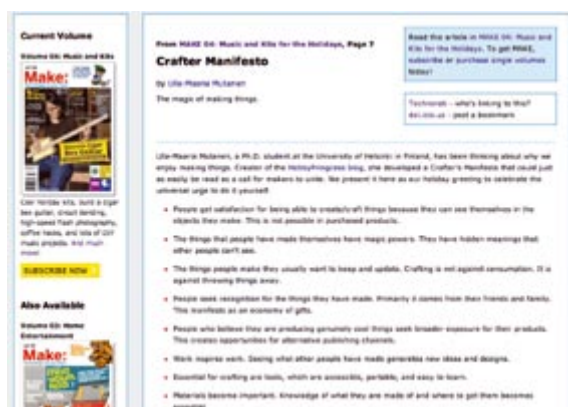 Current Volume
Volume 04: Music and Kits
Make:
Cool holiday kits, build a cigar
box guitar, circuit bending,
high-speed flash photography,
coffee hacks, and lots of DIY
music projects. And much
more!
SUBSCRIBE NOW
Also Available
Volume 03: Home
Entertainment
Make:
From MAKE 04: Music and Kits for the Holidays, Page 7
Crafter Manifesto
by Ulla-Maaria Mutanen
The magic of making things.
Read this article in MAKE 04: Music and
Kits for the Holidays. To get MAKE,
subscribe or purchase single volumes
today!
Technorati - who's linking to this?
del.icio.us - post a bookmark
Ulla-Maaria Mutanen, a Ph.D. student at the University of Helsinki in Finland, has been thinking about why we
enjoy making things. Creator of the HobbyPrincess blog, she developed a Crafter's Manifesto that could just
as easily be read as a call for makers to unite. We present it here as our holiday greeting to celebrate the
universal urge to do it yourself!
People get satisfaction for being able to create/craft things because they can see themselves in the
objects they make. This is not possible in purchased products.
The things that people have made themselves have magic powers. They have hidden meanings that
other people can't see.
The things people make they usually want to keep and update. Crafting is not against consumption. It is
against throwing things away.
People seek recognition for the things they have made. Primarily it comes from their friends and family.
This manifests as an economy of gifts.
People who believe they are producing genuinely cool things seek broader exposure for their products.
This creates opportunities for alternative publishing channels.
Work inspires work. Seeing what other people have made generates new ideas and designs.
Essential for crafting are tools, which are accessible, portable, and easy to learn.
Materials become important. Knowledge of what they are made of and where to get them becomes